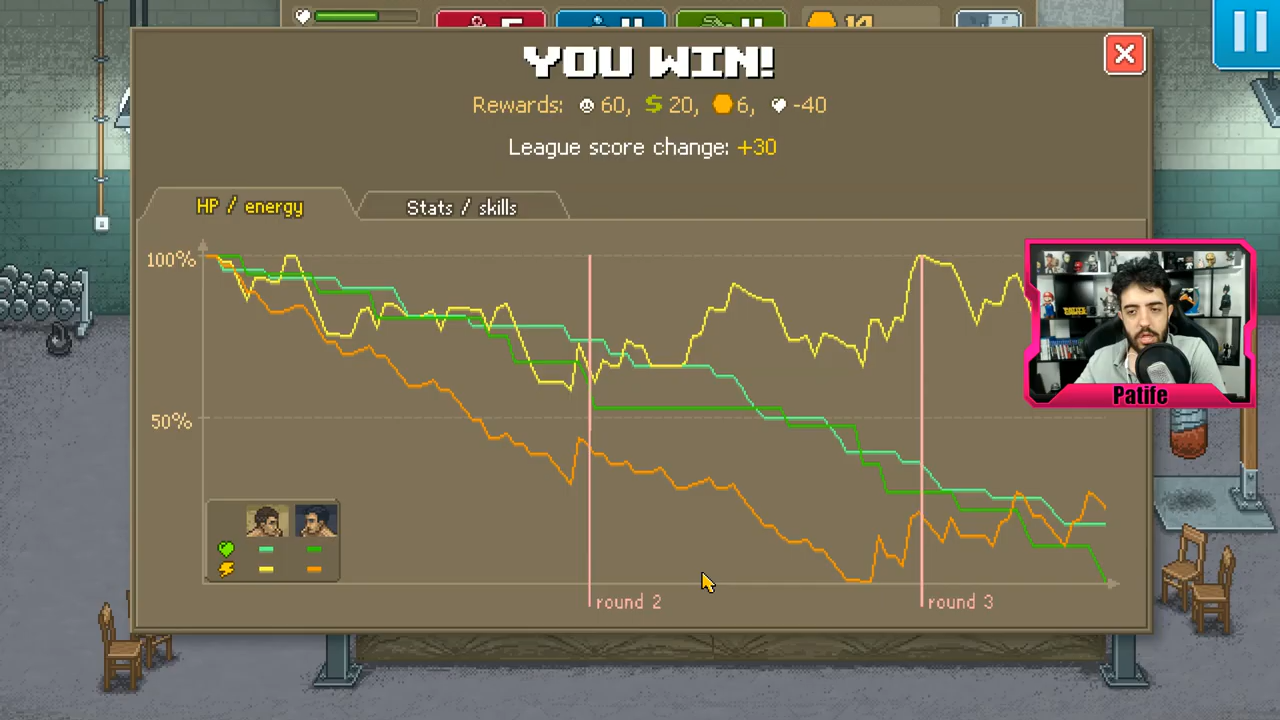 YOU WIN!
Rewards: 60, $ 20, 6, -40
League score change: +30
HP / energy
Stats / skills
100%
50%
round 2
round 3
Patife